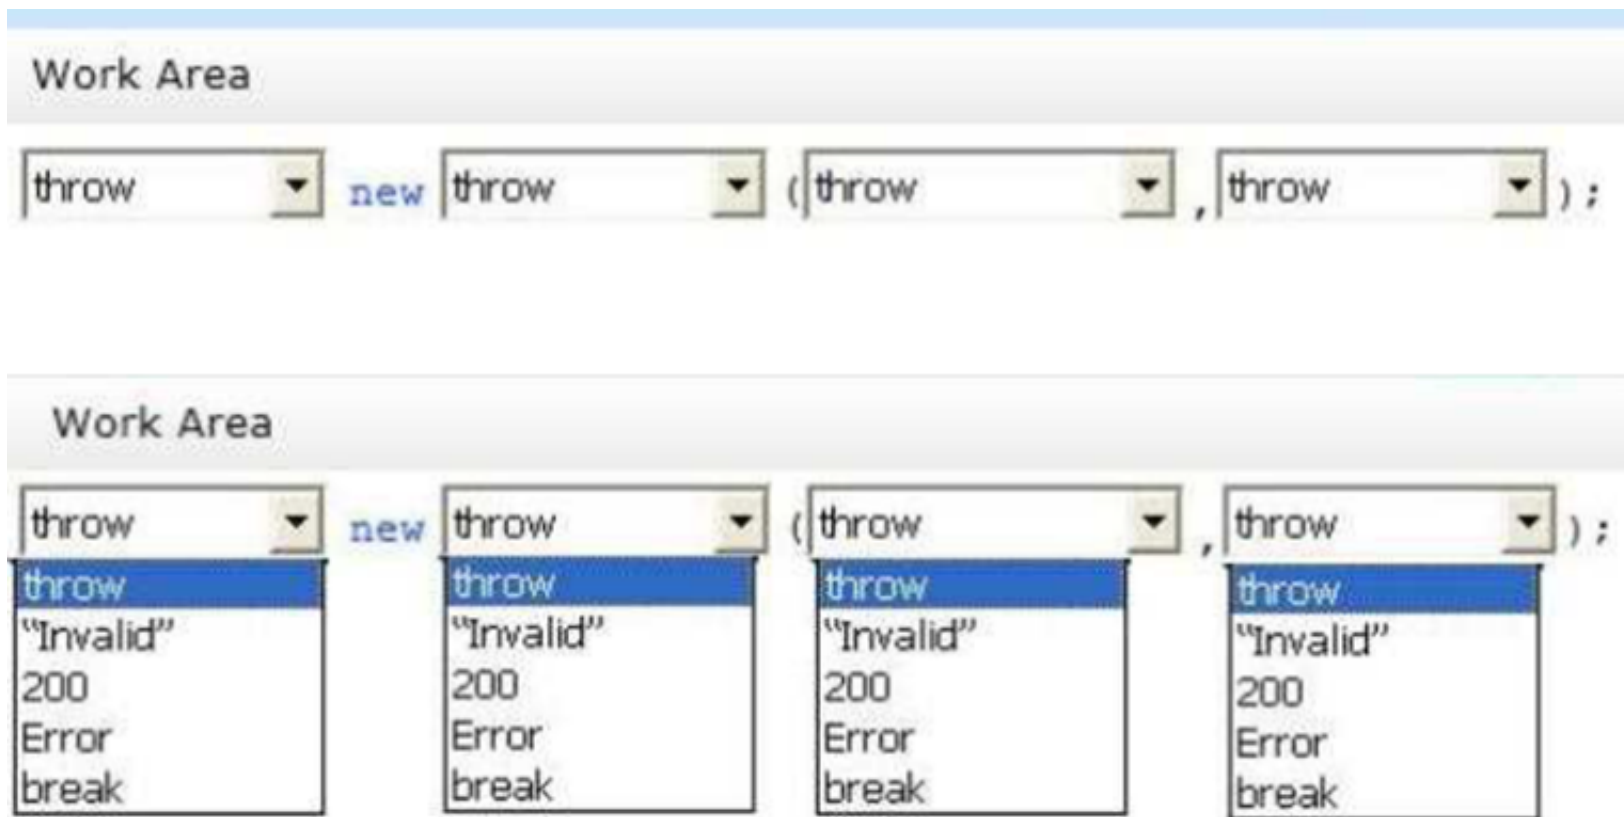 Work Area
throw new throw (throw ,throw );
Work Area
throw new throw (throw ,throw );
throw throw throw throw
“Invalid” “Invalid” “Invalid” “Invalid”
200 200 200 200
Error Error Error Error
break break break break